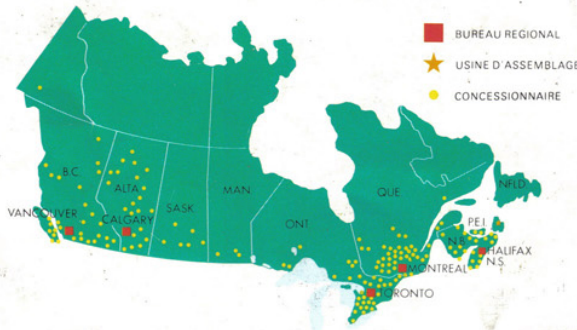 BUREAU REGIONAL
USINE D'ASSEMBLAGE
CONCESSIONNAIRE
B.C.
ALTA
SASK
MAN
ONT
QUE
NFLD
VANCOUVER
CALGARY
P.E.I
N.B.
HALIFAX
N.S.
MONTREAL
TORONTO